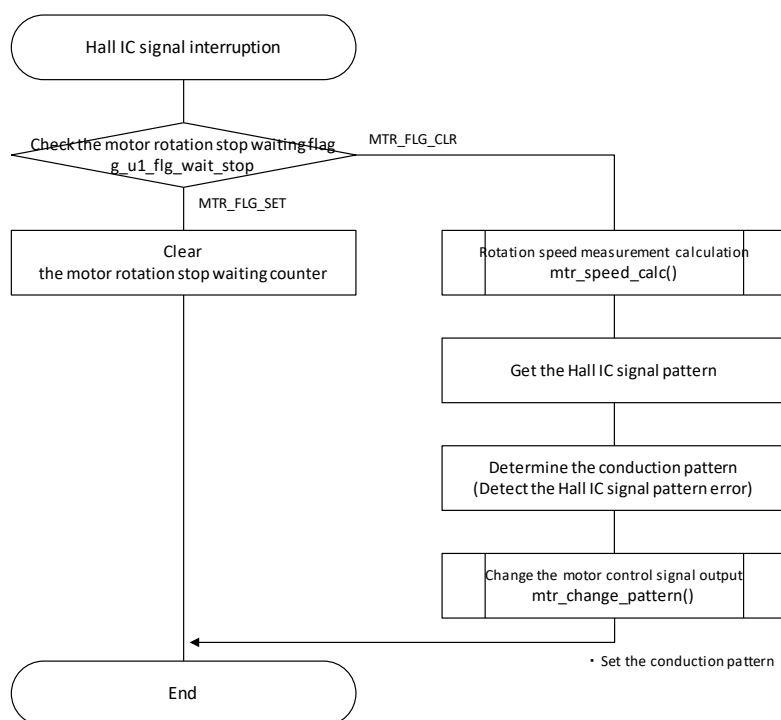 Hall IC signal interruption
Check the motor rotation stop waiting flag
g_u1_flg_wait_stop
MTR_FLG_CLR
MTR_FLG_SET
Clear
the motor rotation stop waiting counter
Rotation speed measurement calculation
mtr_speed_calc()
Get the Hall IC signal pattern
Determine the conduction pattern
(Detect the Hall IC signal pattern error)
Change the motor control signal output
mtr_change_pattern()
・Set the conduction pattern
End